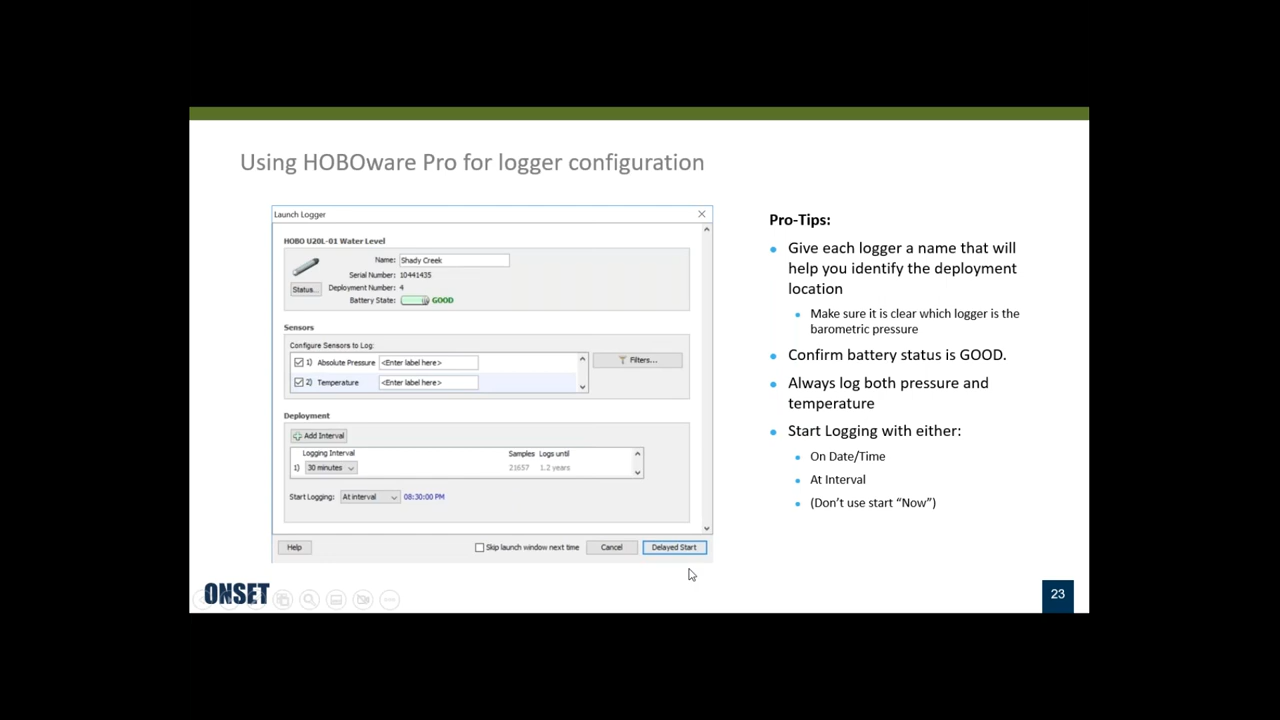 Using HOBOware Pro for logger configuration
Launch Logger
HOBO U20L-01 Water Level
Name: Shady Creek
Serial Number: 10441435
Status...
Deployment Number: 4
Battery State: GOOD
Sensors
Configure Sensors to Log:
1) Absolute Pressure <Enter label here>
Filters...
2) Temperature <Enter label here>
Deployment
Add Interval
Logging Interval Samples Logs until
1) 30 minutes 21657 1.2 years
Start Logging: At interval 08:30:00 PM
Help
Skip launch window next time
Cancel
Delayed Start
Pro-Tips:
Give each logger a name that will
help you identify the deployment
location
Make sure it is clear which logger is the
barometric pressure
Confirm battery status is GOOD.
Always log both pressure and
temperature
Start Logging with either:
On Date/Time
At Interval
(Don't use start “Now”)
ONSET
23